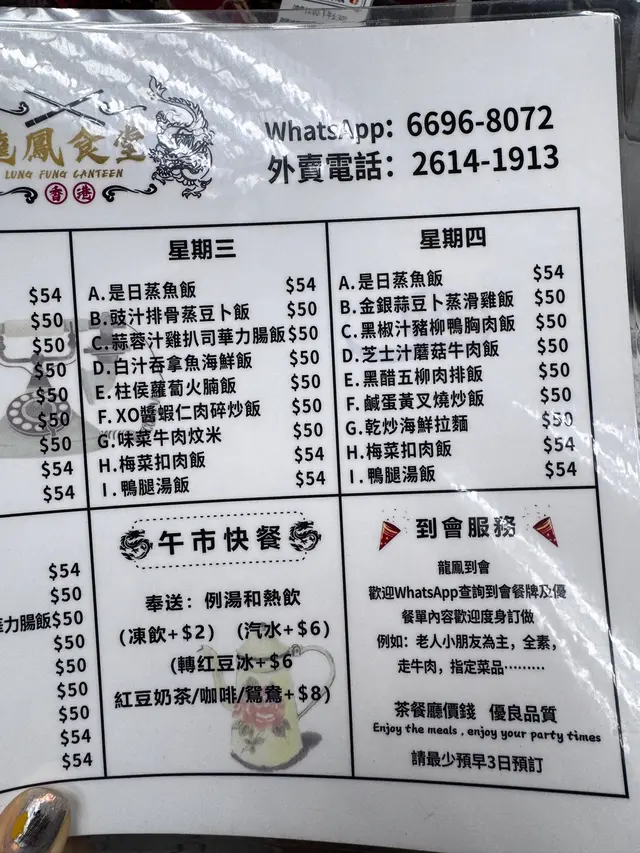 鳳食堂
LUNG FUNG CANTEEN
香港
WhatsApp: 6696-8072
外賣電話: 2614-1913
$54
$50
$50
$50
$50
$50
$50
$54
$54
星期三
A.是日蒸魚飯 $54
B.豉汁排骨蒸豆卜飯 $50
C.蒜蓉汁雞扒司華力腸飯 $50
D.白汁吞拿魚海鮮飯 $50
E.柱侯蘿蔔火腩飯 $50
F.XO醬蝦仁肉碎炒飯 $50
G.味菜牛肉炆米 $50
H.梅菜扣肉飯 $54
I.鴨腿湯飯 $54
星期四
A.是日蒸魚飯 $54
B.金銀蒜豆卜蒸滑雞飯 $50
C.黑椒汁豬柳鴨胸肉飯 $50
D.芝士汁蘑菇牛肉飯 $50
E.黑醋五柳肉排飯 $50
F.鹹蛋黃叉燒炒飯 $50
G.乾炒海鮮拉麵 $50
H.梅菜扣肉飯 $54
I.鴨腿湯飯 $54
$54
$50
力腸飯$50
$50
$50
$50
$50
$54
$54
午市快餐
奉送：例湯和熱飲
(凍飲+$2) (汽水+$6)
(轉红豆冰+$6
紅豆奶茶/咖啡/鴛鴦+$8)
到會服務
龍鳳到會
歡迎WhatsApp查詢到會餐牌及優
餐單內容歡迎度身訂做
例如：老人小朋友為主，全素，
走牛肉，指定菜品………
茶餐廳價錢 優良品質
Enjoy the meals , enjoy your party times
請最少預早3日預訂